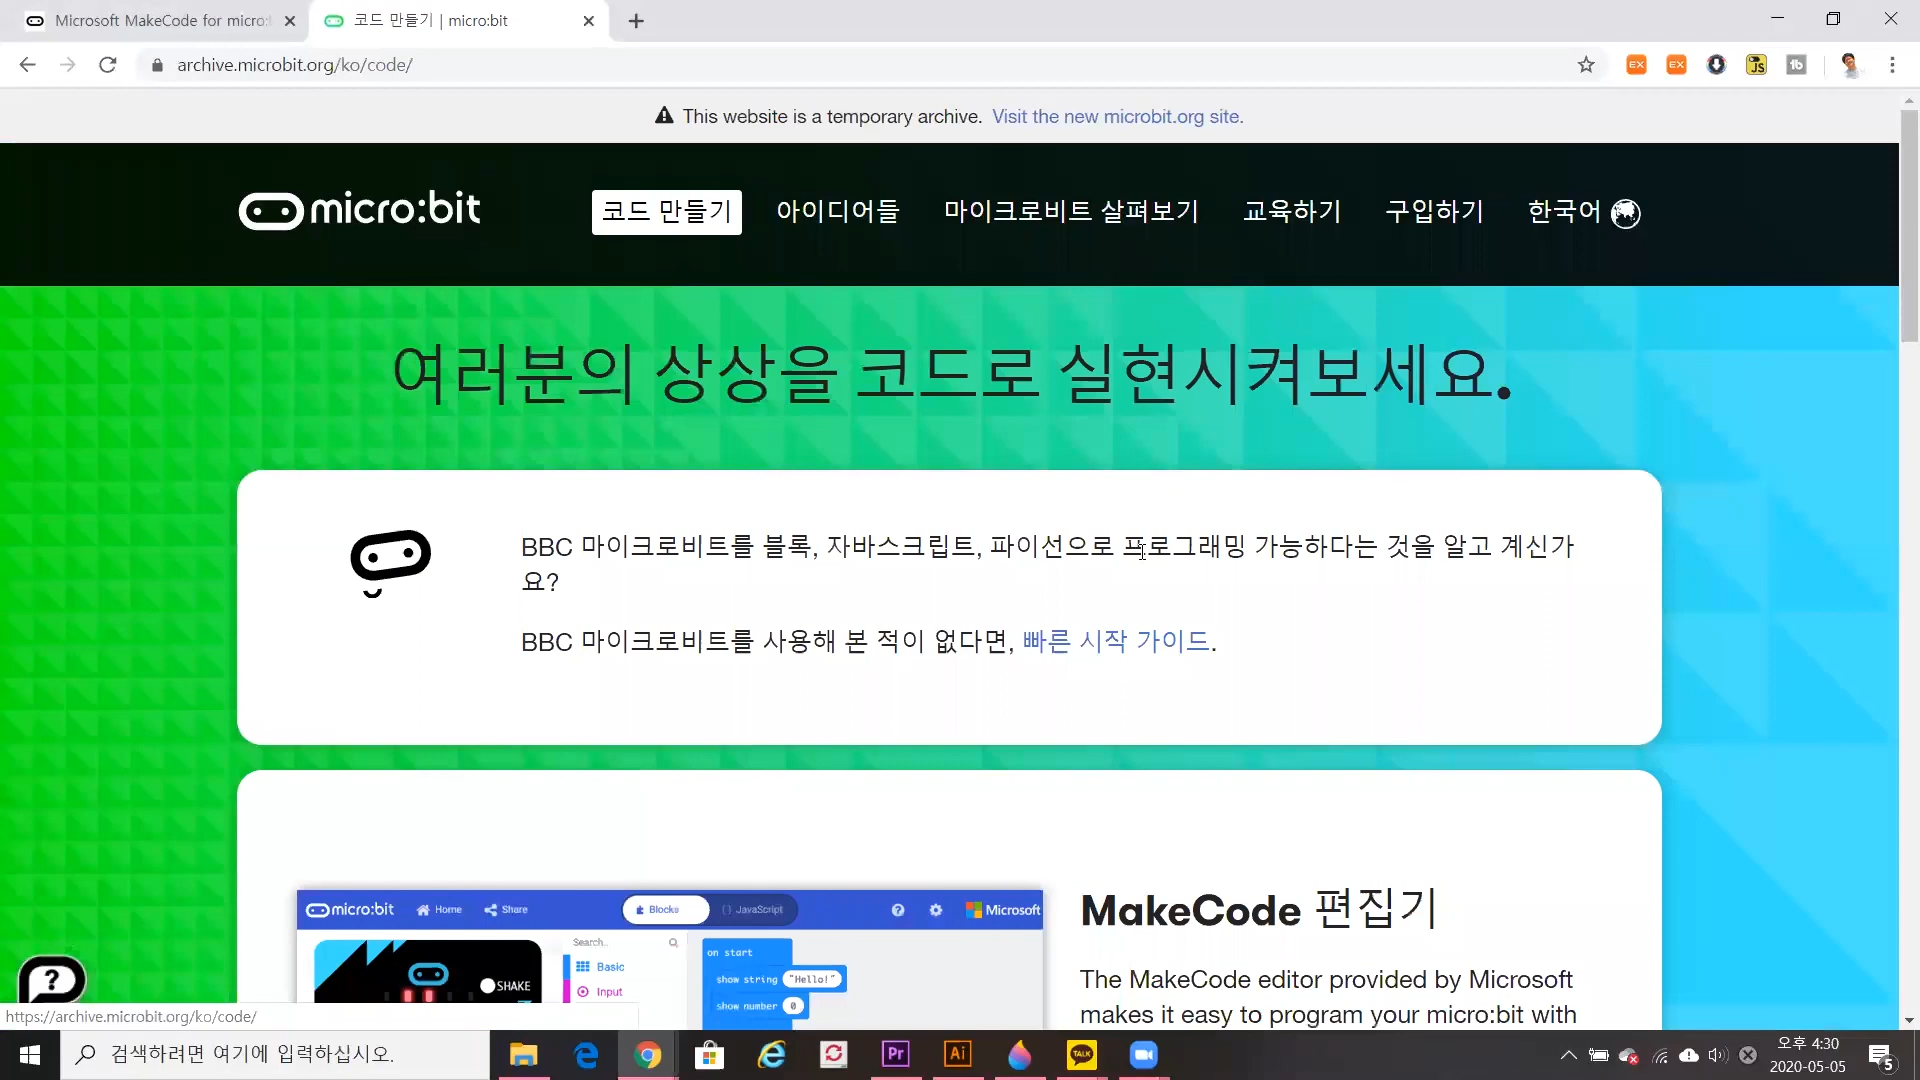 Microsoft MakeCode for micro:
코드 만들기 | micro:bit
archive.microbit.org/ko/code/
This website is a temporary archive. Visit the new microbit.org site.
micro:bit
코드 만들기
아이디어들
마이크로비트 살펴보기
교육하기
구입하기
한국어
여러분의 상상을 코드로 실현시켜보세요.
BBC 마이크로비트를 블록, 자바스크립트, 파이선으로 프로그래밍 가능하다는 것을 알고 계신가
요?
BBC 마이크로비트를 사용해 본 적이 없다면, 빠른 시작 가이드.
micro:bit Home Share Blocks JavaScript Microsoft
MakeCode 편집기
Search...
on start
Basic
show string "Hello!"
SHAKE
Input
show number 0
The MakeCode editor provided by Microsoft
makes it easy to program your micro:bit with
https://archive.microbit.org/ko/code/
검색하려면 여기에 입력하십시오.
Pr
Ai
TALK
오후 4:30
2020-05-05
5